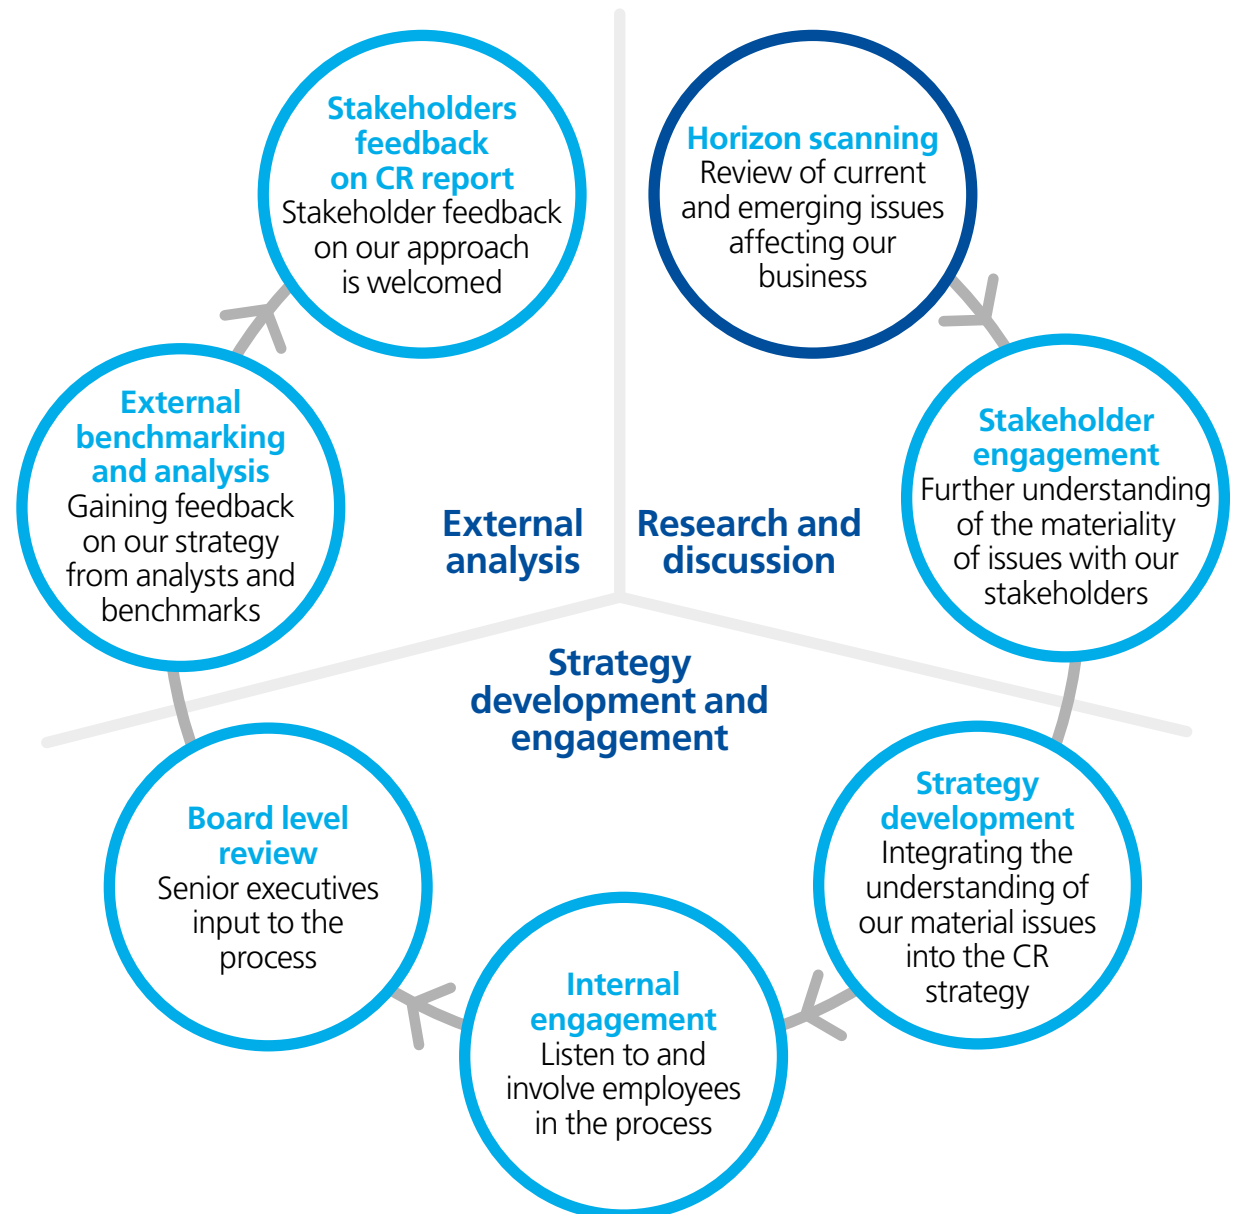 Stakeholders
feedback
on CR report
Stakeholder feedback
on our approach
is welcomed
Horizon scanning
Review of current
and emerging issues
affecting our
business
External
benchmarking
and analysis
Gaining feedback
on our strategy
from analysts and
benchmarks
External
analysis
Research and
discussion
Stakeholder
engagement
Further understanding
of the materiality
of issues with our
stakeholders
Strategy
development and
engagement
Board level
review
Senior executives
input to the
process
Internal
engagement
Listen to and
involve employees
in the process
Strategy
development
Integrating the
understanding of
our material issues
into the CR
strategy